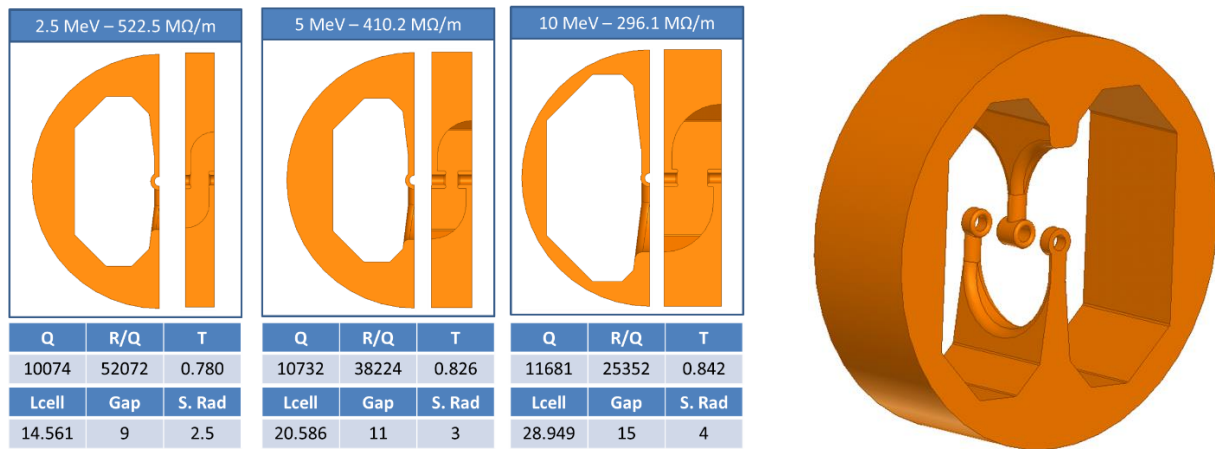 2.5 MeV – 522.5 MΩ/m
5 MeV – 410.2 MΩ/m
10 MeV – 296.1 MΩ/m
Q R/Q T
10074 52072 0.780
Lcell Gap S. Rad
14.561 9 2.5
Q R/Q T
10732 38224 0.826
Lcell Gap S. Rad
20.586 11 3
Q R/Q T
11681 25352 0.842
Lcell Gap S. Rad
28.949 15 4